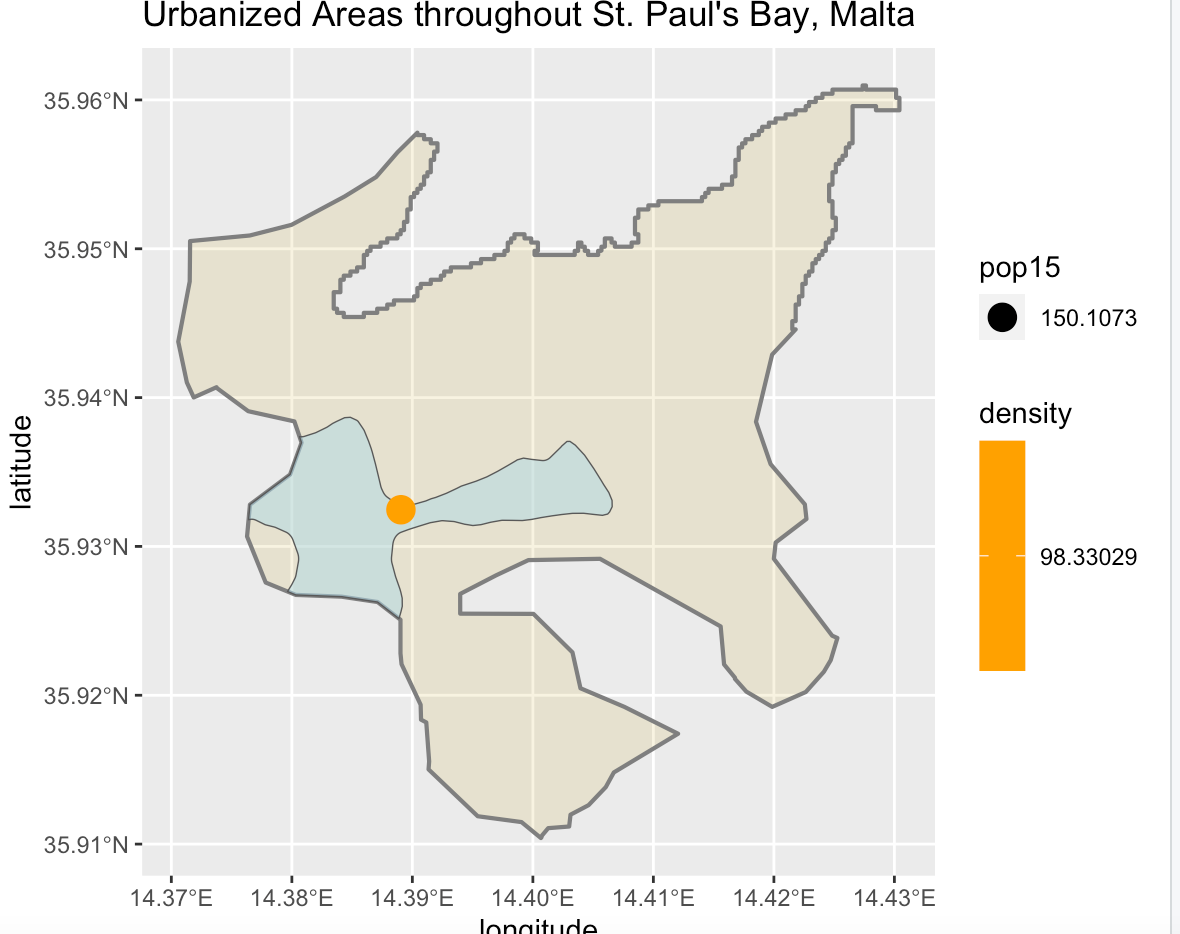 Urbanized Areas throughout St. Paul's Bay, Malta
35.96°N
35.95°N
35.94°N
35.93°N
35.92°N
35.91°N
latitude
14.37°E
14.38°E
14.39°E
14.40°E
14.41°E
14.42°E
14.43°E
longitude
pop15
150.1073
density
98.33029